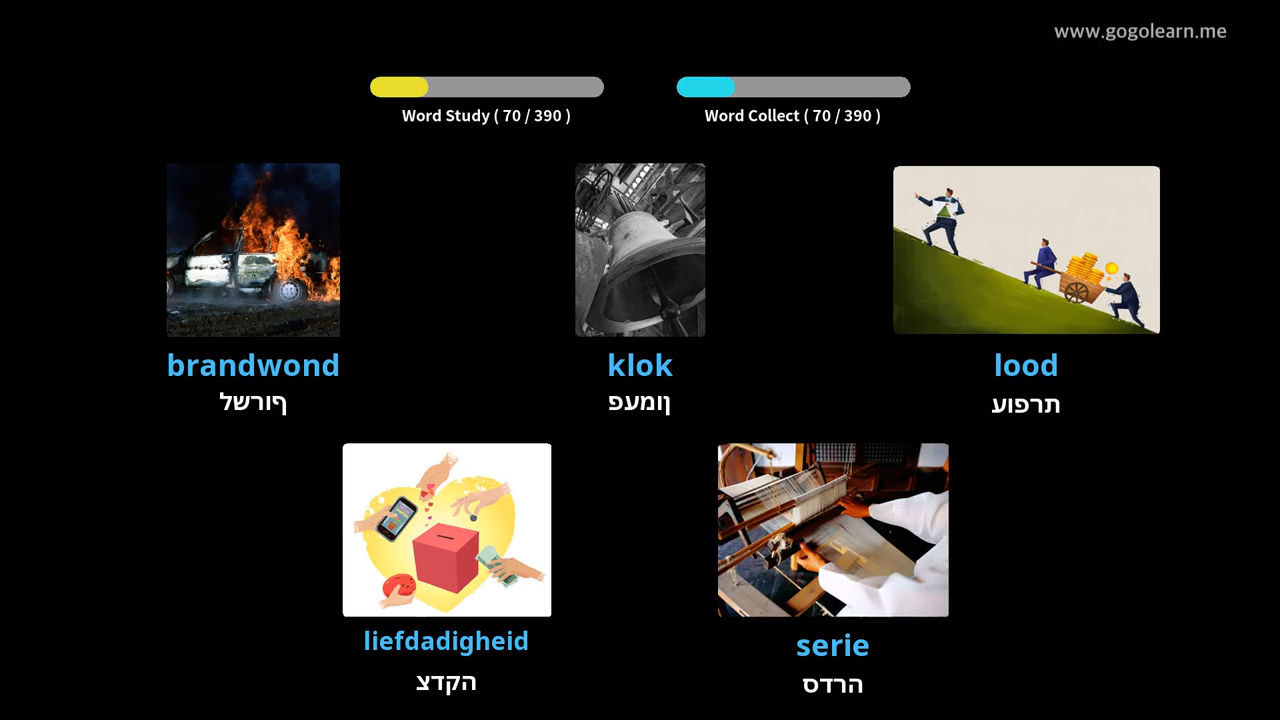 www.gogolearn.me
Word Study ( 70 / 390 )
Word Collect ( 70 / 390 )
brandwond
ףורשל
klok
ןומעפ
lood
תרפוע
liefdadigheid
הקדצ
serie
הרדס